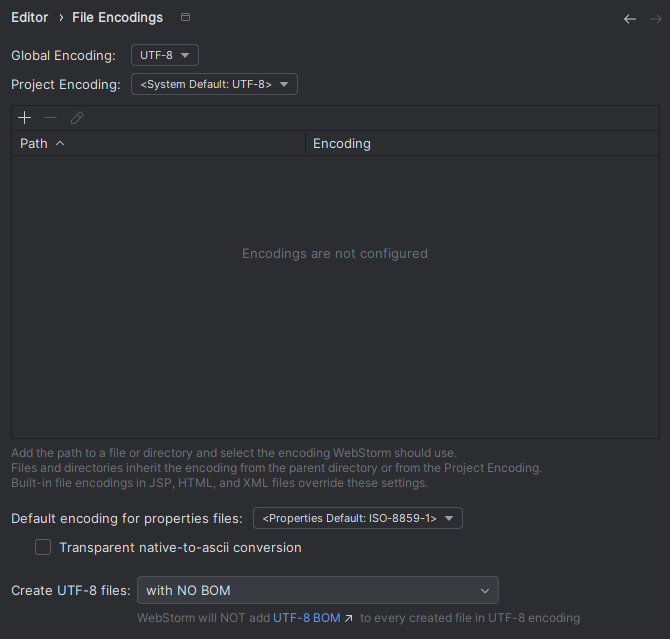 Editor › File Encodings
Global Encoding: UTF-8
Project Encoding: <System Default: UTF-8>
Path Encoding
Encodings are not configured
Add the path to a file or directory and select the encoding WebStorm should use.
Files and directories inherit the encoding from the parent directory or from the Project Encoding.
Built-in file encodings in JSP, HTML, and XML files override these settings.
Default encoding for properties files: <Properties Default: ISO-8859-1>
Transparent native-to-ascii conversion
Create UTF-8 files: with NO BOM
WebStorm will NOT add UTF-8 BOM ↗ to every created file in UTF-8 encoding